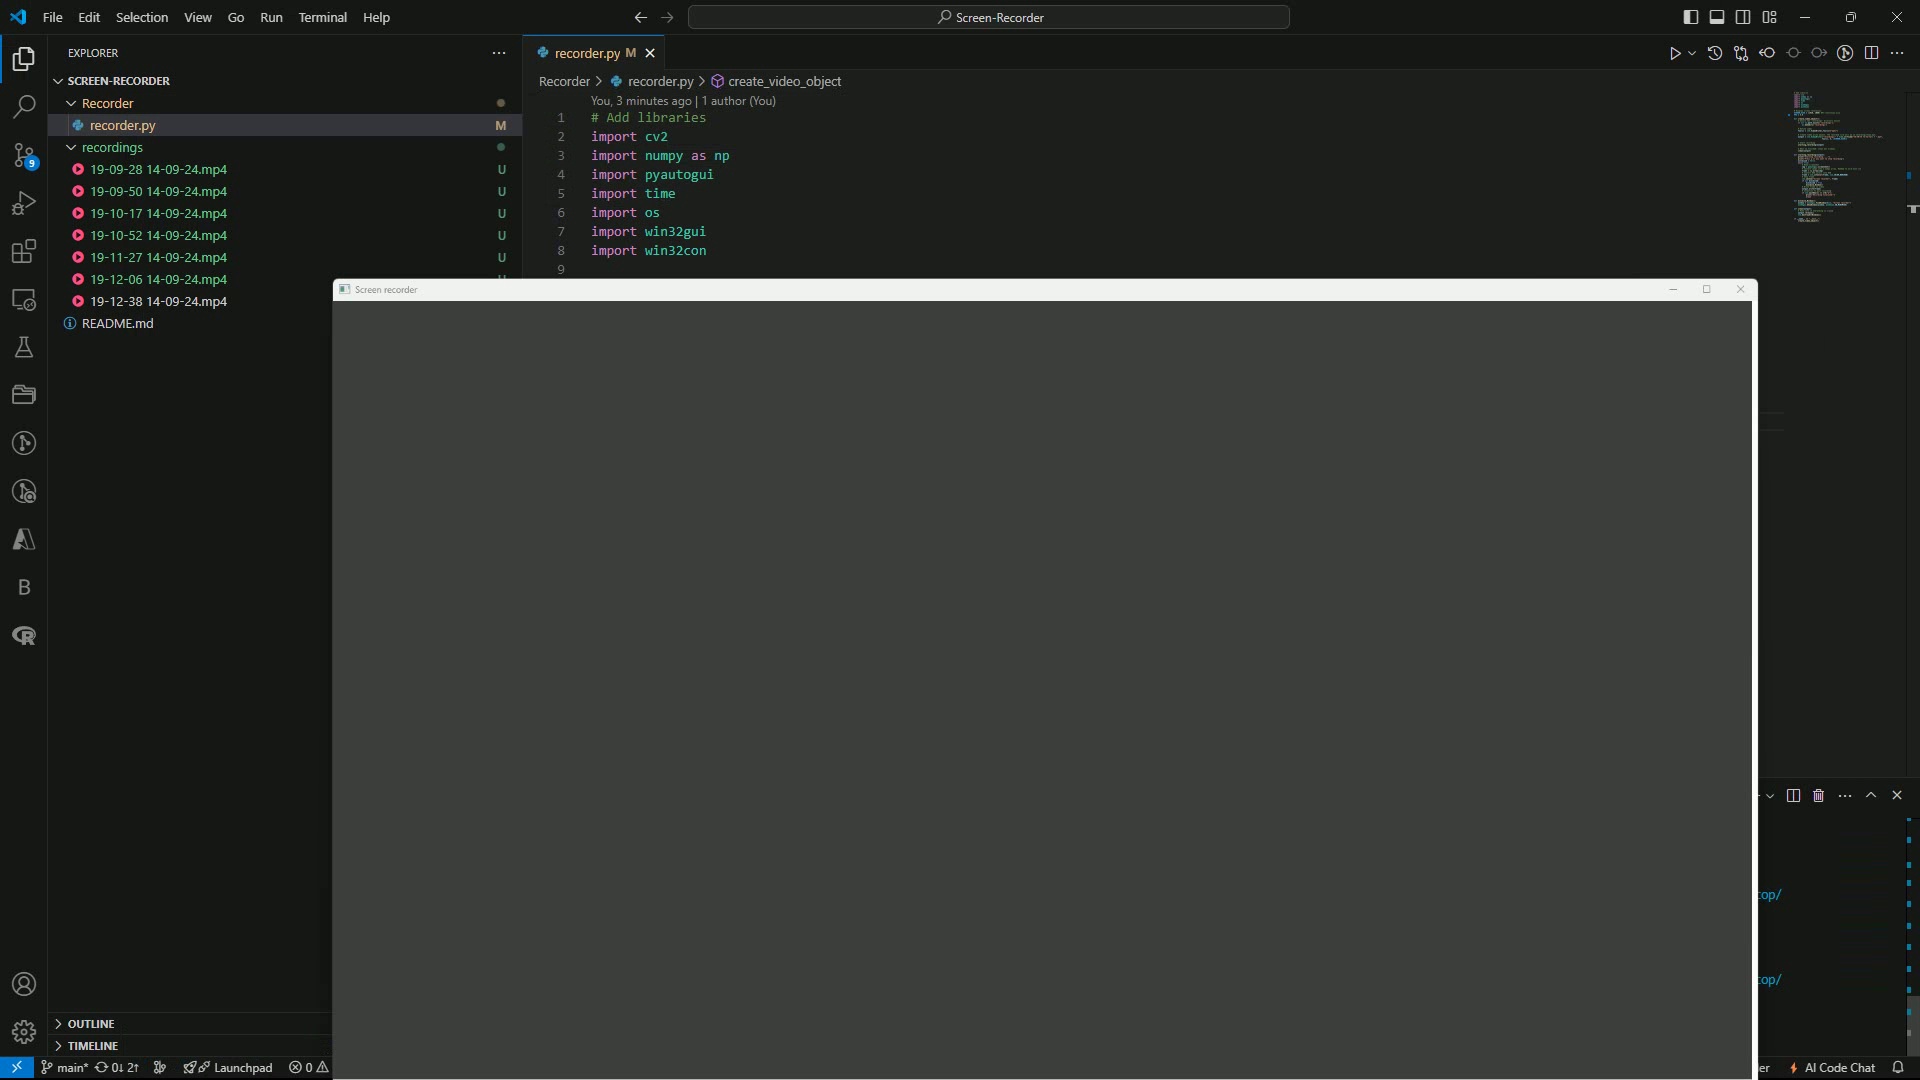 File Edit Selection View Go Run Terminal Help
Screen-Recorder
EXPLORER
SCREEN-RECORDER
Recorder
recorder.py M
recordings
19-09-28 14-09-24.mp4 U
19-09-50 14-09-24.mp4 U
19-10-17 14-09-24.mp4 U
19-10-52 14-09-24.mp4 U
19-11-27 14-09-24.mp4 U
19-12-06 14-09-24.mp4 U
19-12-38 14-09-24.mp4
README.md
9
B
recorder.py M
Recorder > recorder.py > create_video_object
You, 3 minutes ago | 1 author (You)
1 # Add libraries
2 import cv2
3 import numpy as np
4 import pyautogui
5 import time
6 import os
7 import win32gui
8 import win32con
9
Screen recorder
top/
top/
OUTLINE
TIMELINE
main* 0↓ 2↑ Launchpad 0
AI Code Chat